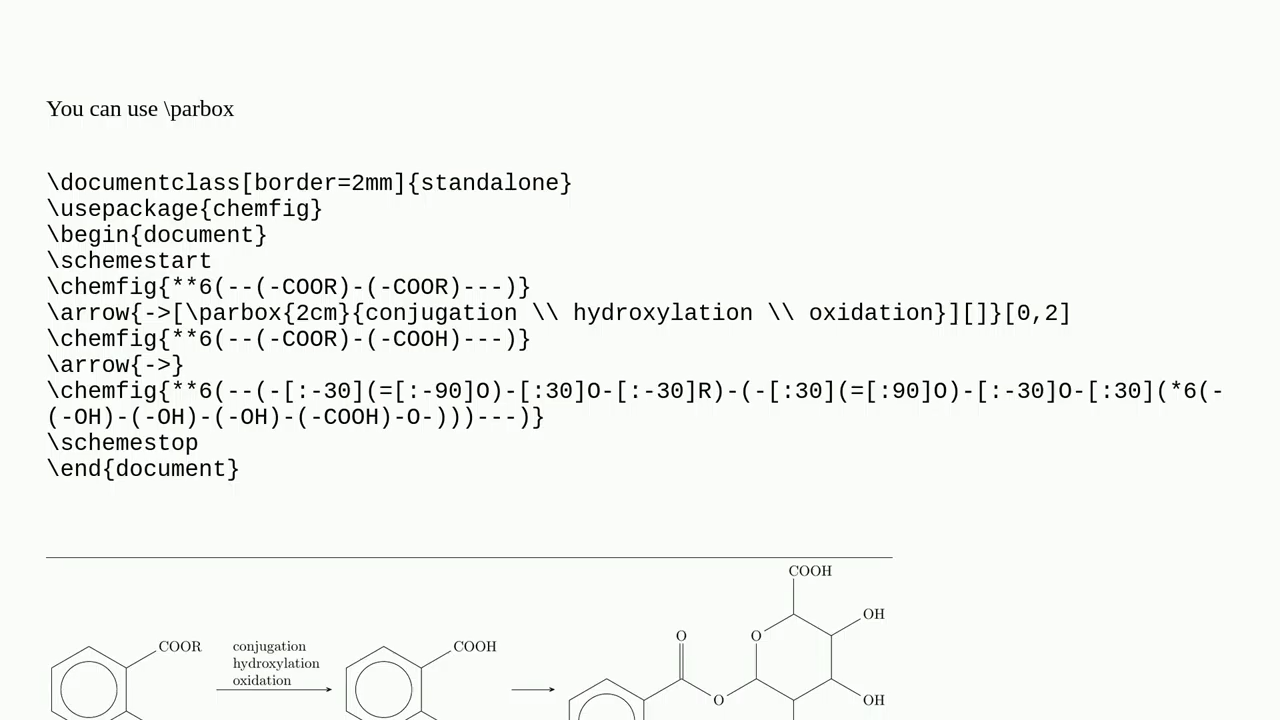 You can use \parbox
\documentclass[border=2mm]{standalone}
\usepackage{chemfig}
\begin{document}
\schemestart
\chemfig{**6(--(-COOR)-(-COOR)---)}
\arrow{->[\parbox{2cm}{conjugation \\ hydroxylation \\ oxidation}][]}[0,2]
\chemfig{**6(--(-COOR)-(-COOH)---)}
\arrow{->}
\chemfig{**6(--(-[:-30](=[:-90]O)-[:30]O-[:-30]R)-(-[:30](=[:90]O)-[:-30]O-[:30](*6(-
(-OH)-(-OH)-(-OH)-(-COOH)-O-)))---)}
\schemestop
\end{document}
COOH
OH
O
O
COOR
conjugation
hydroxylation
oxidation
COOH
O
OH